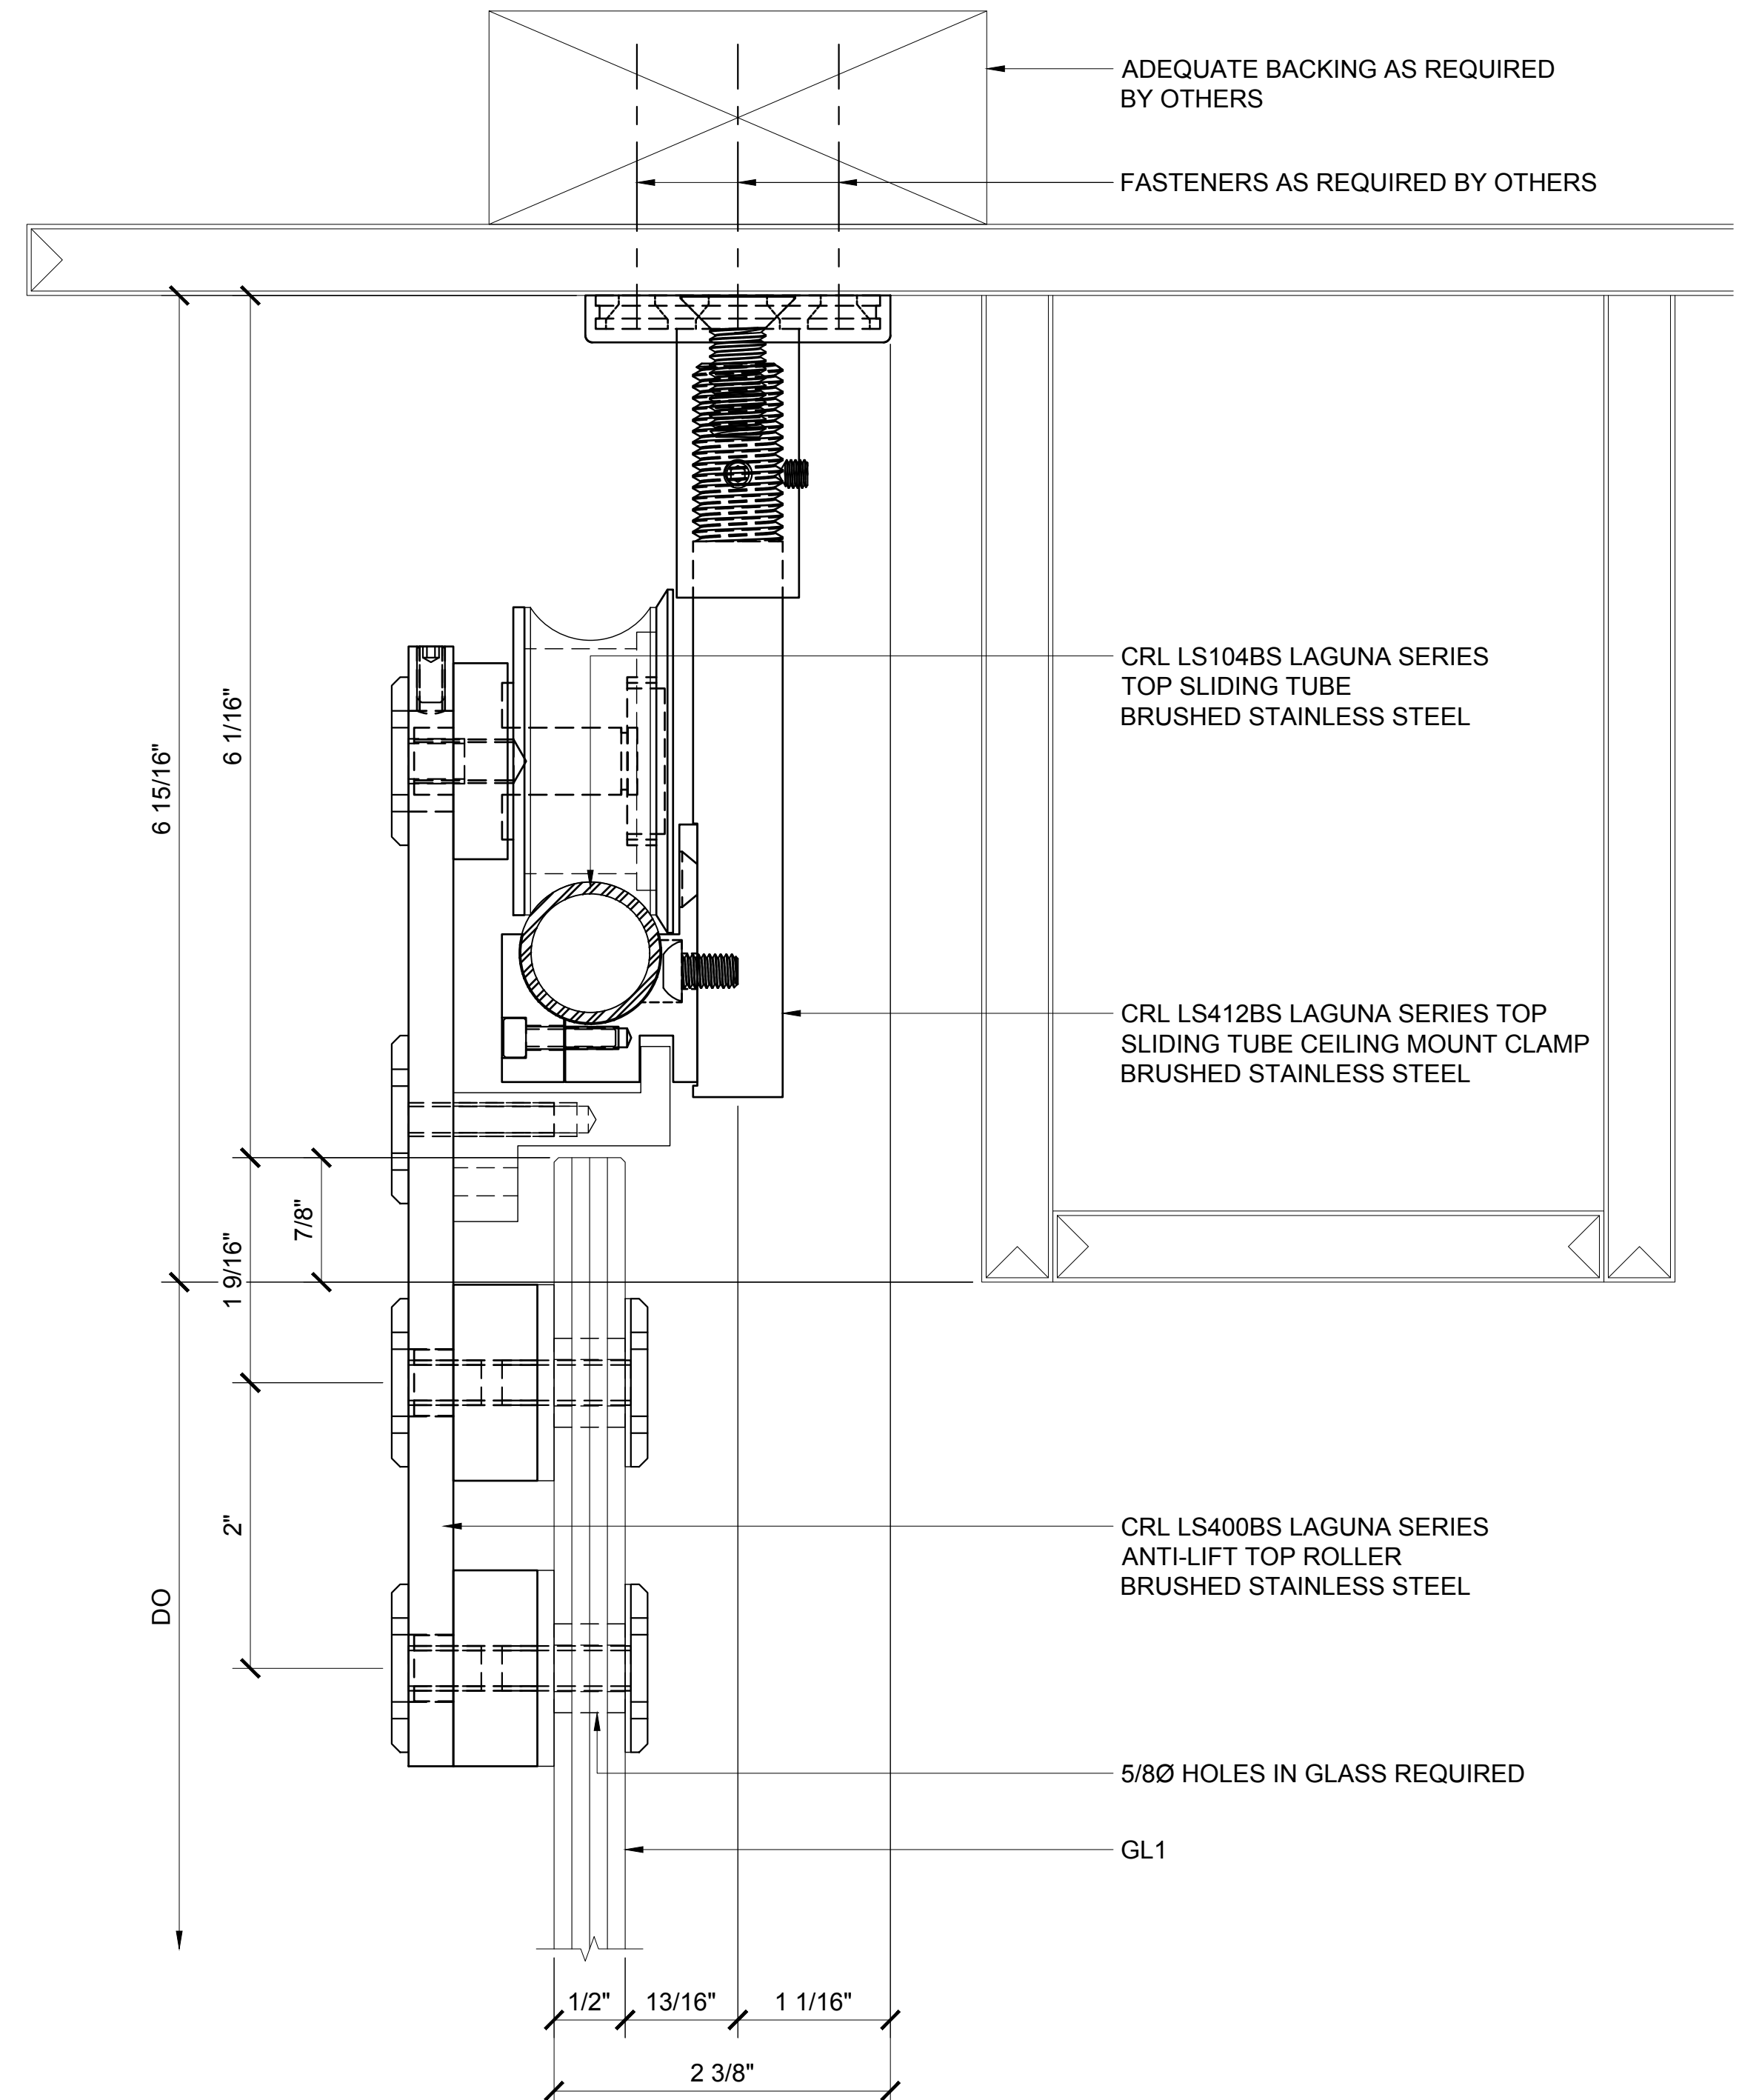 ADEQUATE BACKING AS REQUIRED
BY OTHERS
FASTENERS AS REQUIRED BY OTHERS
CRL LS104BS LAGUNA SERIES
TOP SLIDING TUBE
BRUSHED STAINLESS STEEL
6 1/16"
6 15/16"
CRL LS412BS LAGUNA SERIES TOP
SLIDING TUBE CEILING MOUNT CLAMP
BRUSHED STAINLESS STEEL
7/8"
1 9/16"
2"
CRL LS400BS LAGUNA SERIES
ANTI-LIFT TOP ROLLER
BRUSHED STAINLESS STEEL
DO
5/8Ø HOLES IN GLASS REQUIRED
GL1
1/2" 13/16" 1 1/16"
2 3/8"